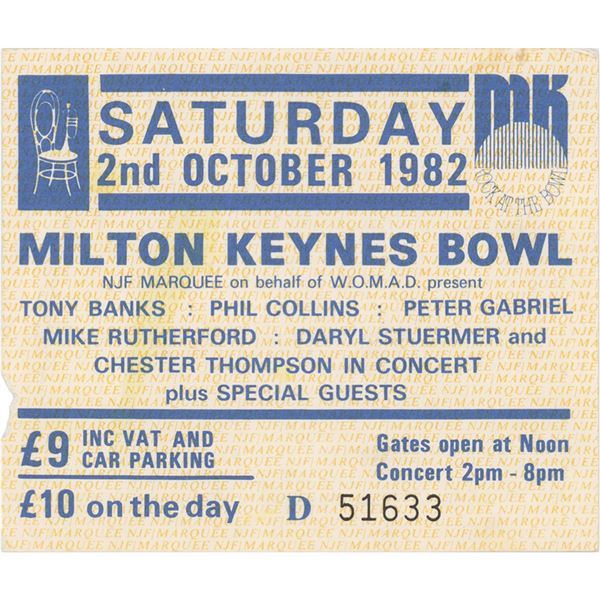 SATURDAY
2nd OCTOBER 1982
MK
ROCK AT THE BOWL
MILTON KEYNES BOWL
NJF MARQUEE on behalf of W.O.M.A.D. present
TONY BANKS : PHIL COLLINS : PETER GABRIEL
MIKE RUTHERFORD : DARYL STUERMER and
CHESTER THOMPSON IN CONCERT
plus SPECIAL GUESTS
£9 INC VAT AND
CAR PARKING
Gates open at Noon
Concert 2pm - 8pm
£10 on the day
D 51633